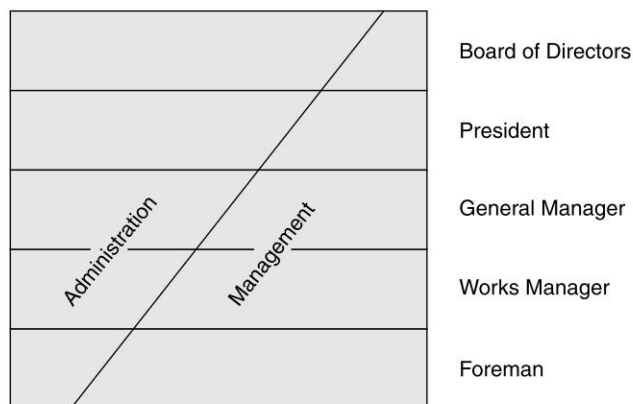 Board of Directors
President
General Manager
Administration
Management
Works Manager
Foreman